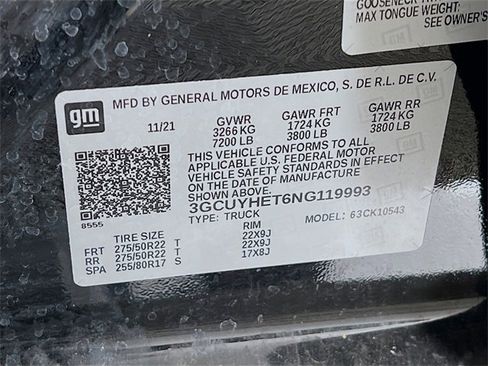 GOOSENECK
MAX TONGUE WEIGHT:
SEE OWNER'S
gm
MFD BY GENERAL MOTORS DE MEXICO, S. DE R.L. DE C.V.
11/21 GVWR GAWR FRT GAWR RR
3266 KG 1724 KG 1724 KG
7200 LB 3800 LB 3800 LB
THIS VEHICLE CONFORMS TO ALL
APPLICABLE U.S. FEDERAL MOTOR
VEHICLE SAFETY AND THEFT
PREVENTION STANDARDS IN EFFECT
ON THE DATE OF MANUFACTURE
SHOWN ABOVE.
3GCUYHET6NG119993
8555
TYPE: TRUCK MODEL: 63CK10543
TIRE SIZE RIM
FRT 275/50R22 T 22X9J
RR 275/50R22 T 22X9J
SPA 255/80R17 S 17X8J